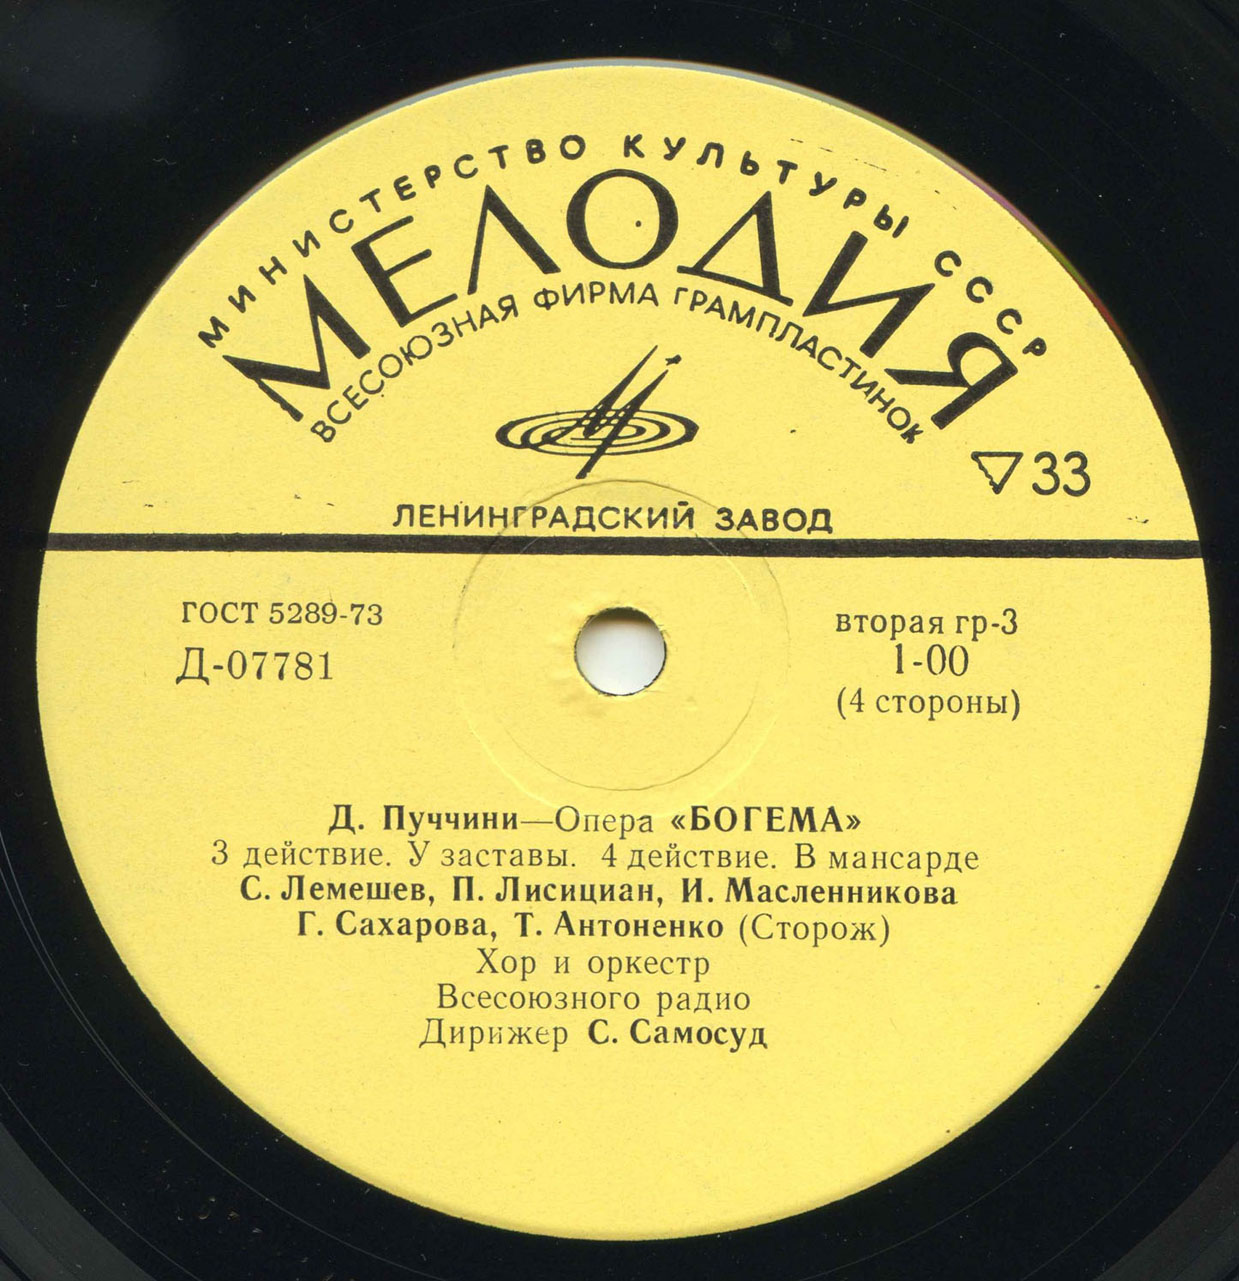 МИНИСТЕРСТВО КУЛЬТУРЫ СССР
МЕЛОДИЯ
ВСЕСОЮЗНАЯ ФИРМА ГРАМПЛАСТИНОК
33
ЛЕНИНГРАДСКИЙ ЗАВОД
ГОСТ 5289-73
Д-07781
вторая гр-3
1-00
(4 стороны)
Д. Пуччини—Опера «БОГЕМА»
3 действие. У заставы. 4 действие. В мансарде
С. Лемешев, П. Лисициан, И. Масленникова
Г. Сахарова, Т. Антоненко (Сторож)
Хор и оркестр
Всесоюзного радио
Дирижер С. Самосуд